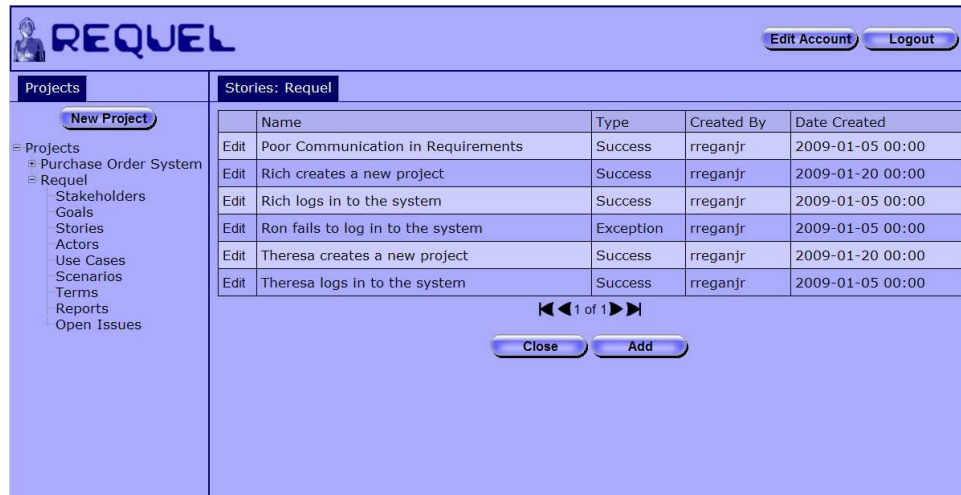 REQUEL
Edit Account Logout
Projects
New Project
Projects
Purchase Order System
Requel
Stakeholders
Goals
Stories
Actors
Use Cases
Scenarios
Terms
Reports
Open Issues
Stories: Requel
Name Type Created By Date Created
Edit Poor Communication in Requirements Success rreganjr 2009-01-05 00:00
Edit Rich creates a new project Success rreganjr 2009-01-20 00:00
Edit Rich logs in to the system Success rreganjr 2009-01-05 00:00
Edit Ron fails to log in to the system Exception rreganjr 2009-01-05 00:00
Edit Theresa creates a new project Success rreganjr 2009-01-20 00:00
Edit Theresa logs in to the system Success rreganjr 2009-01-05 00:00
1 of 1
Close Add